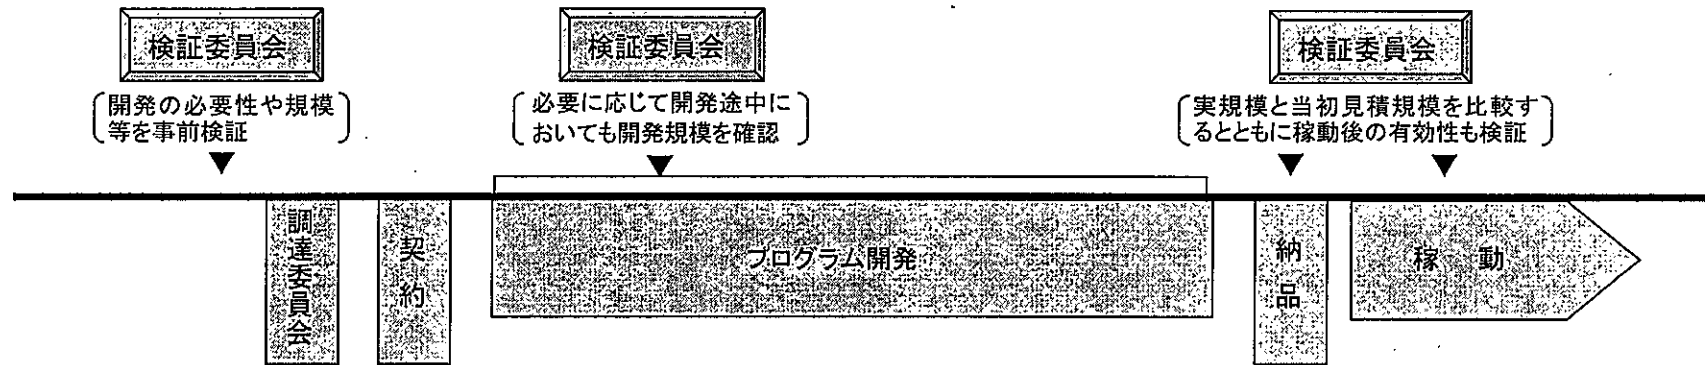 検証委員会
開発の必要性や規模
等を事前検証
検証委員会
必要に応じて開発途中に
おいても開発規模を確認
検証委員会
実規模と当初見積規模を比較す
るとともに稼動後の有効性も検証
調達委員会
契約
プログラム開発
納品
稼動